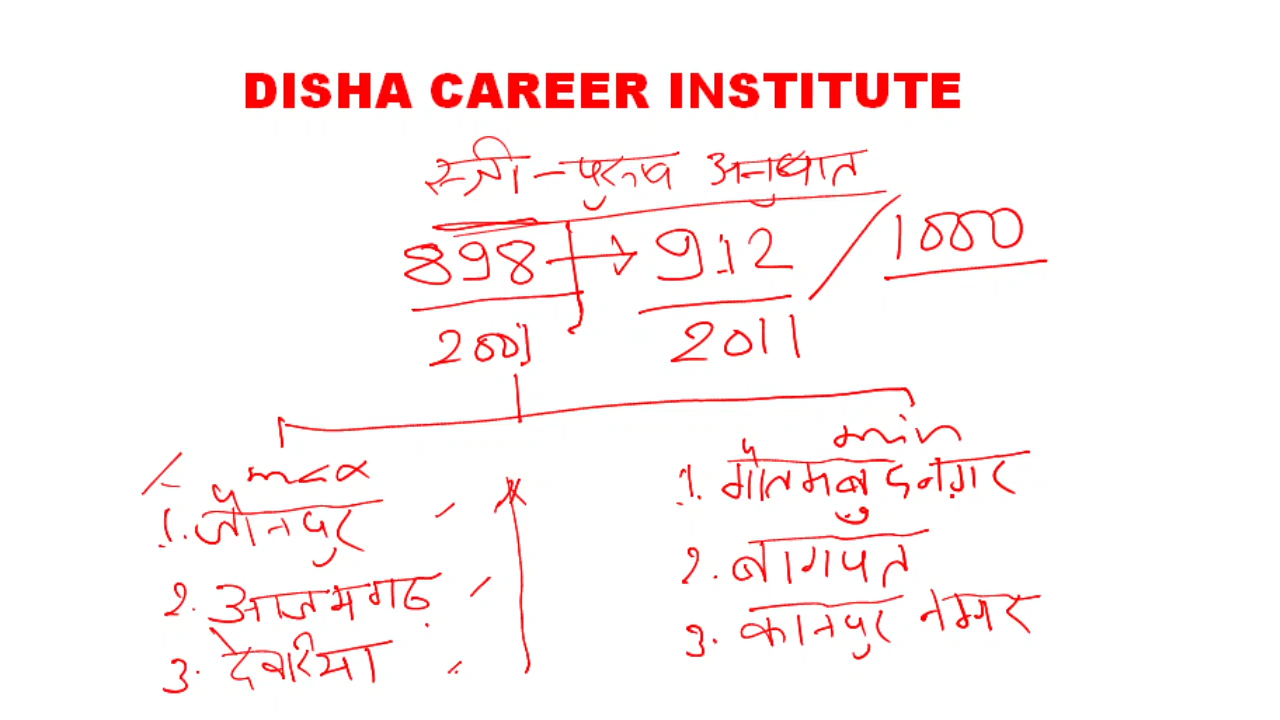 DISHA CAREER INSTITUTE
स्त्री - पुरुष अनुपात
898 → 912 / 1000
2001 2011
max min
1. जौनपुर 1. गौतमबुद्दनगर
2. आजमगढ़ 2. बागपत
3. देवरिया 3. कानपुर नगर